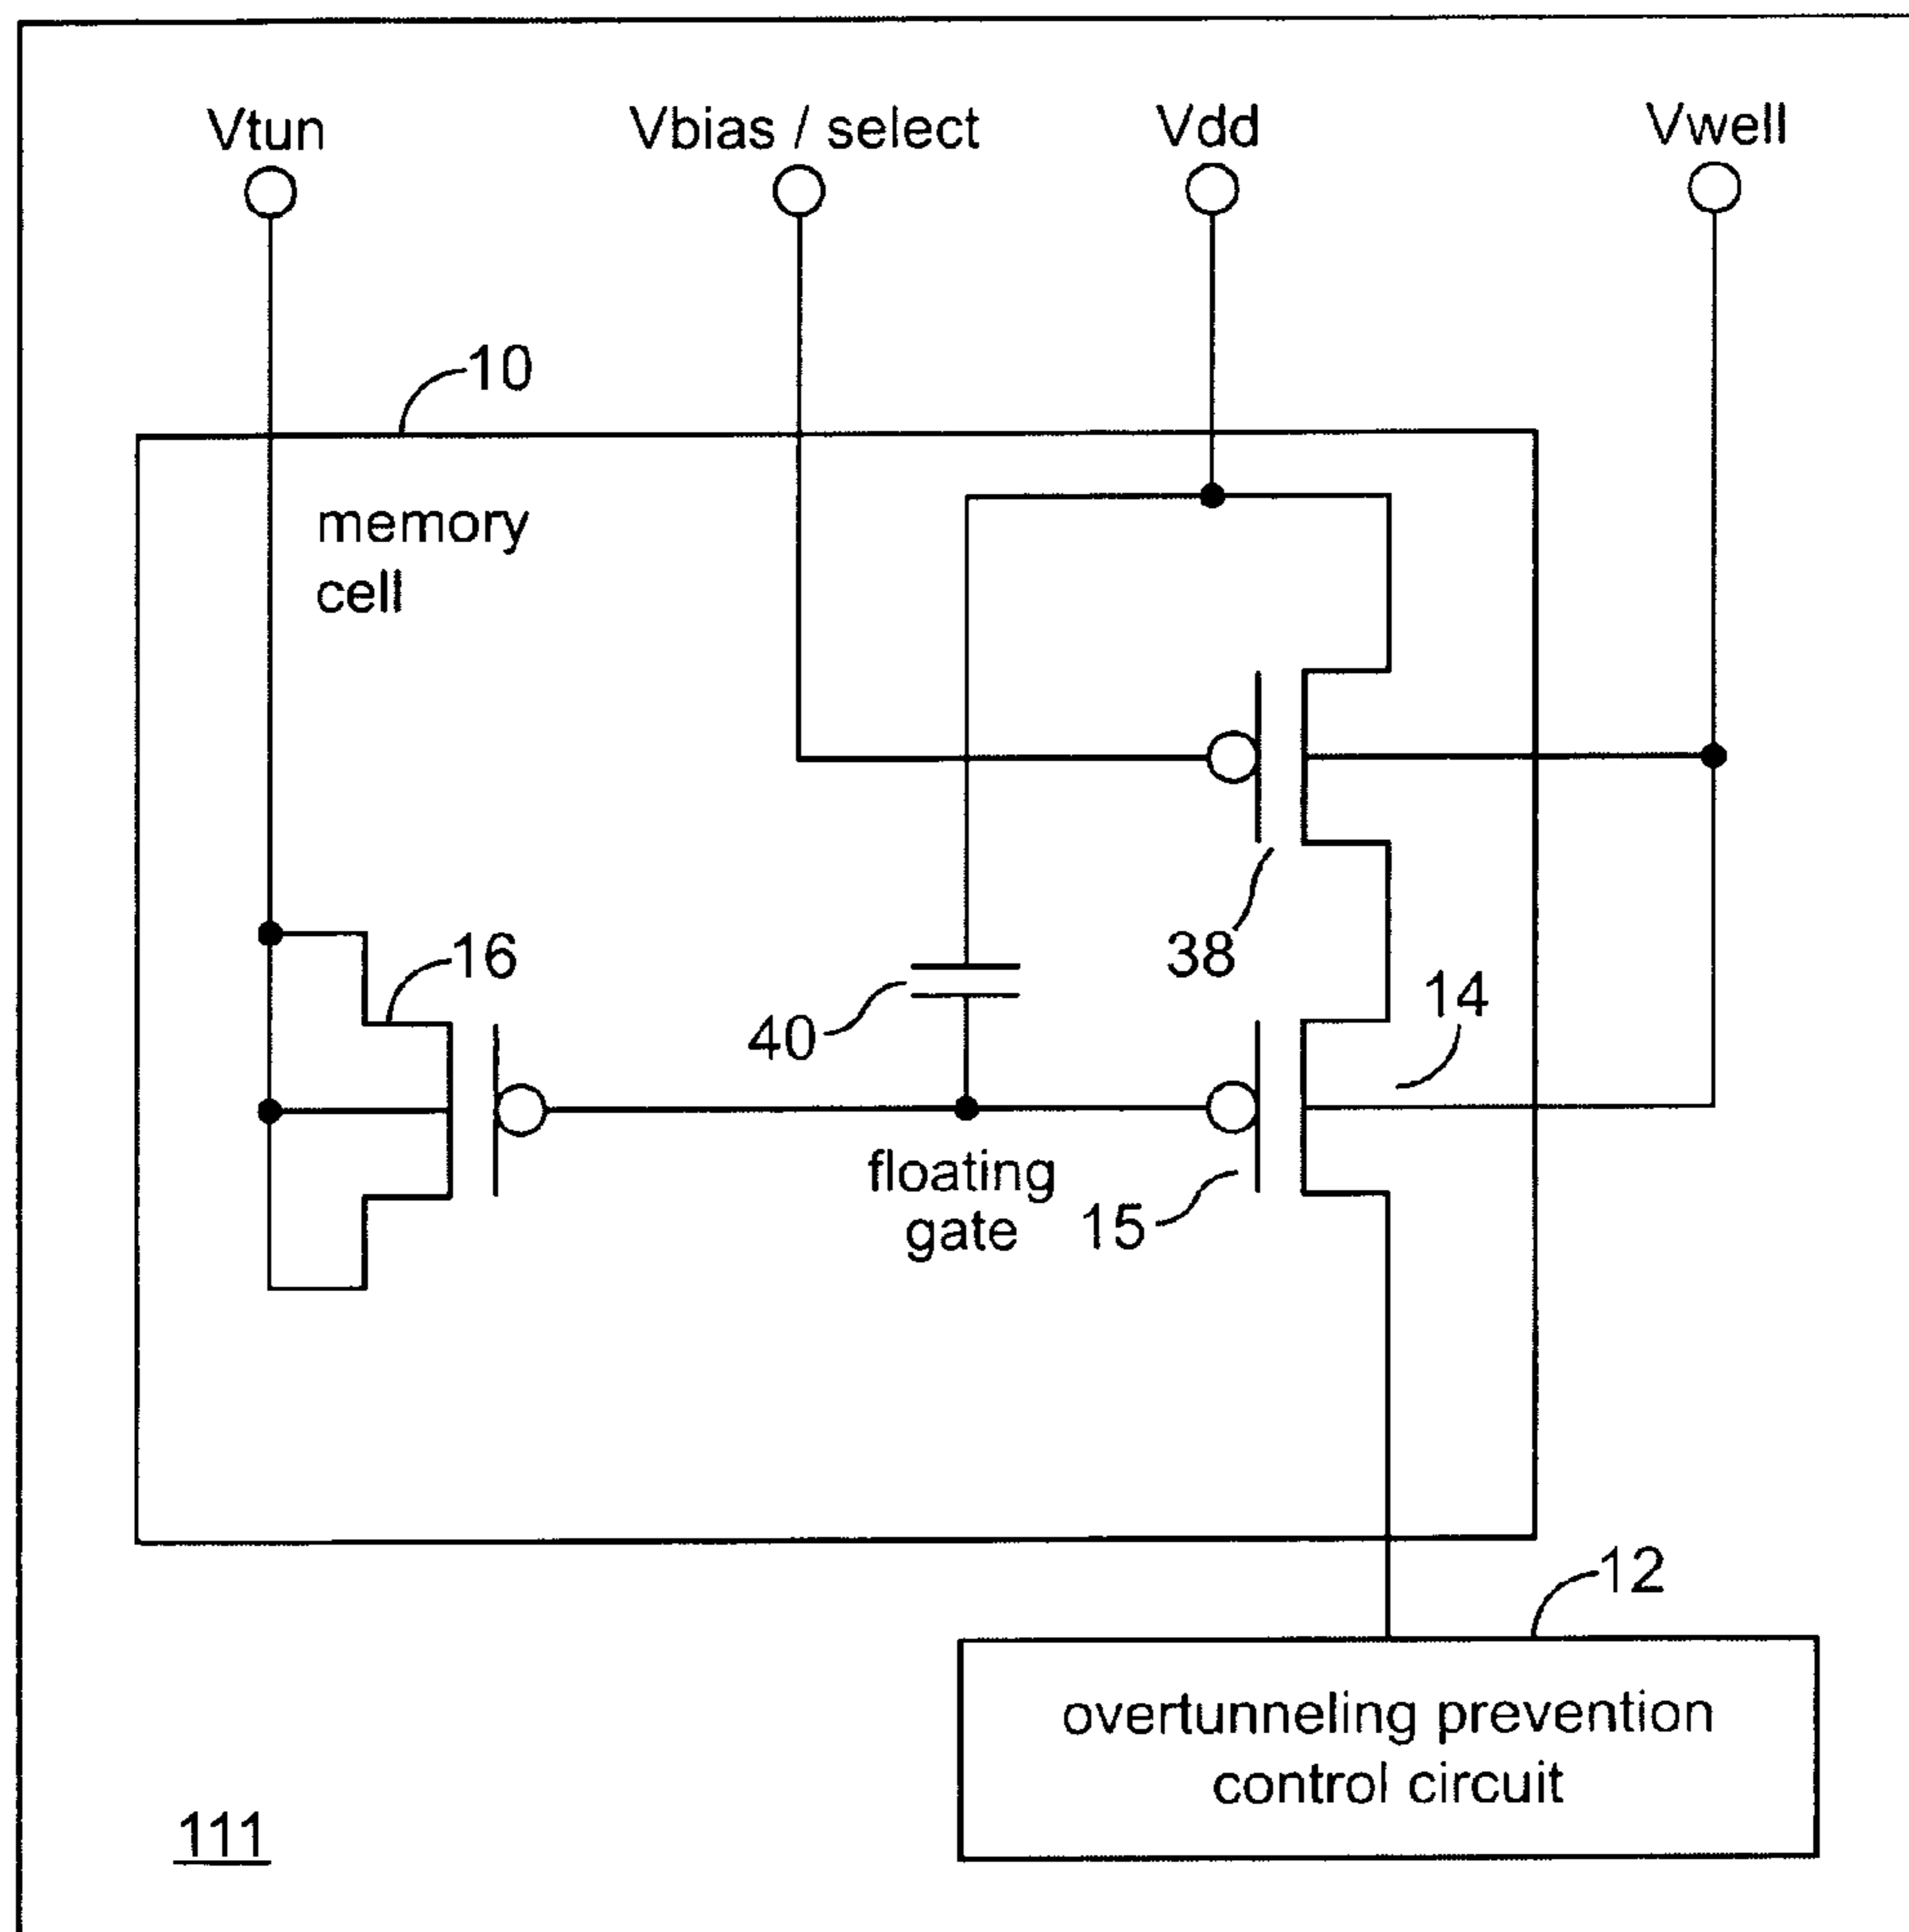 Vtun
Vbias / select
Vdd
Vwell
10
memory
cell
16
38
40
14
floating
gate
15
12
overtunneling prevention
control circuit
111